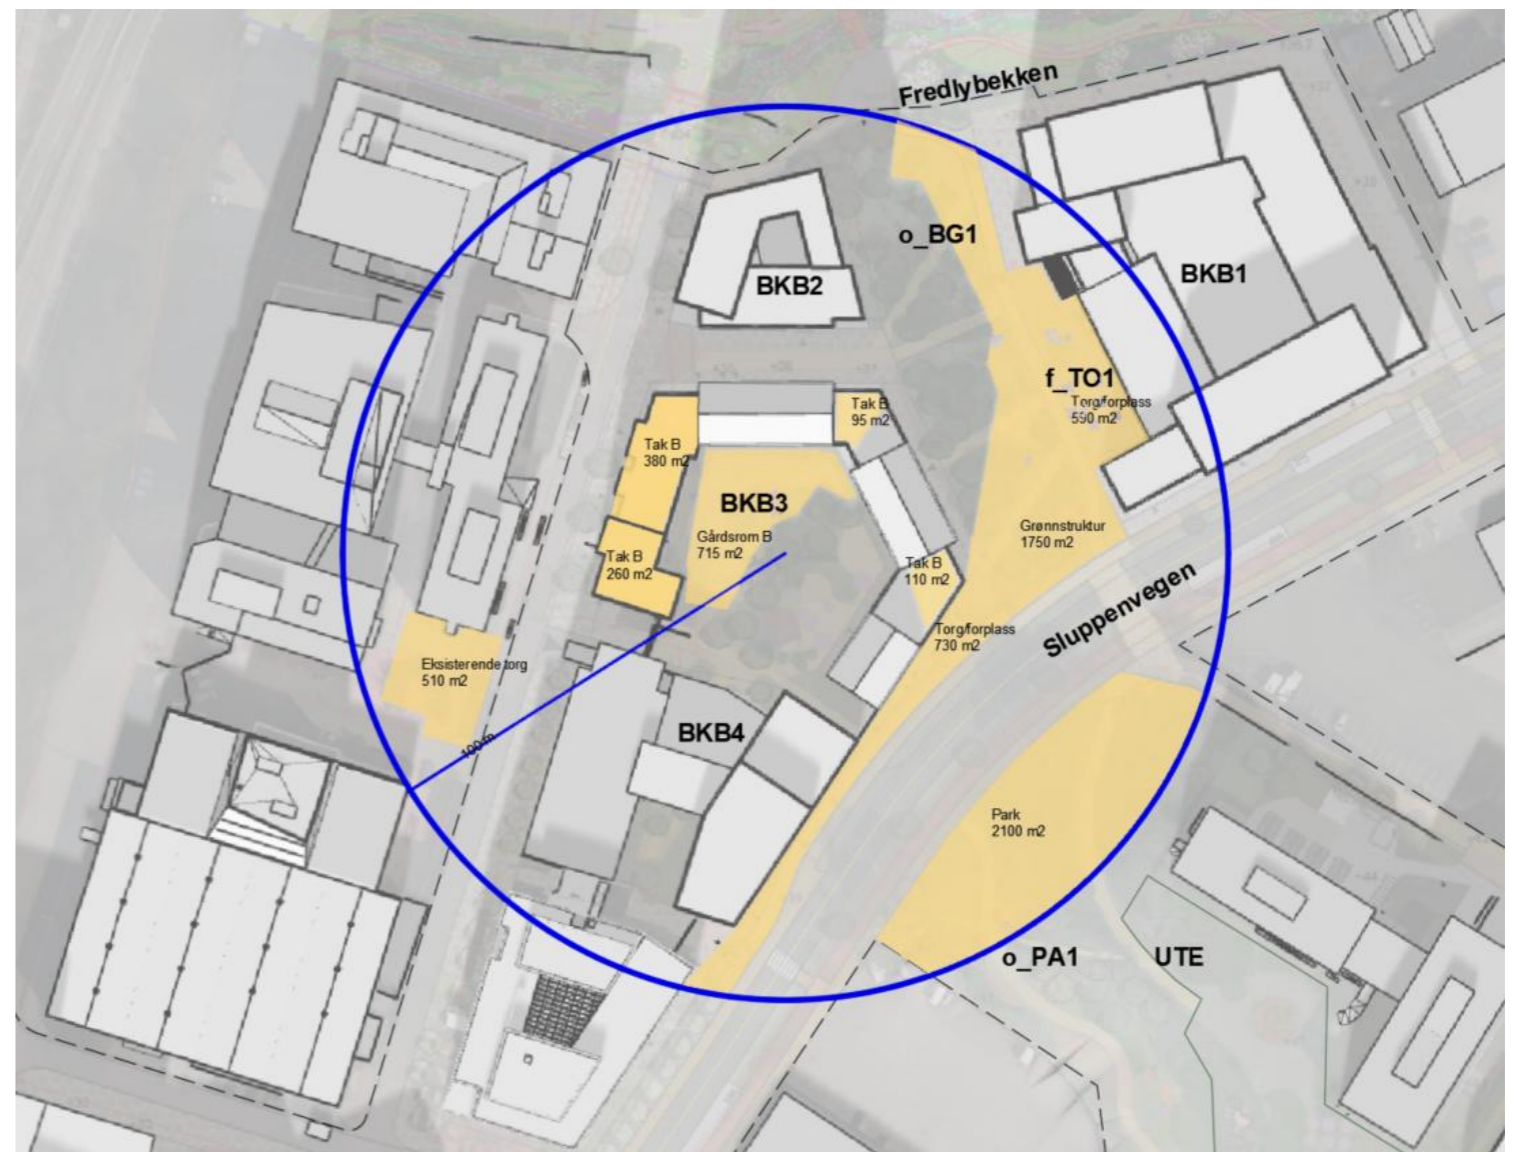 Fredlybekken
o_BG1
BKB2
BKB1
f_TO1
Torg/forplass
590 m2
Tak B
95 m2
Tak B
380 m2
BKB3
Gårdsrom B
715 m2
Grønnstruktur
1750 m2
Tak B
260 m2
Tak B
110 m2
Sluppenvegen
Torg/forplass
730 m2
Eksisterende torg
510 m2
100 m
BKB4
Park
2100 m2
o_PA1
UTE